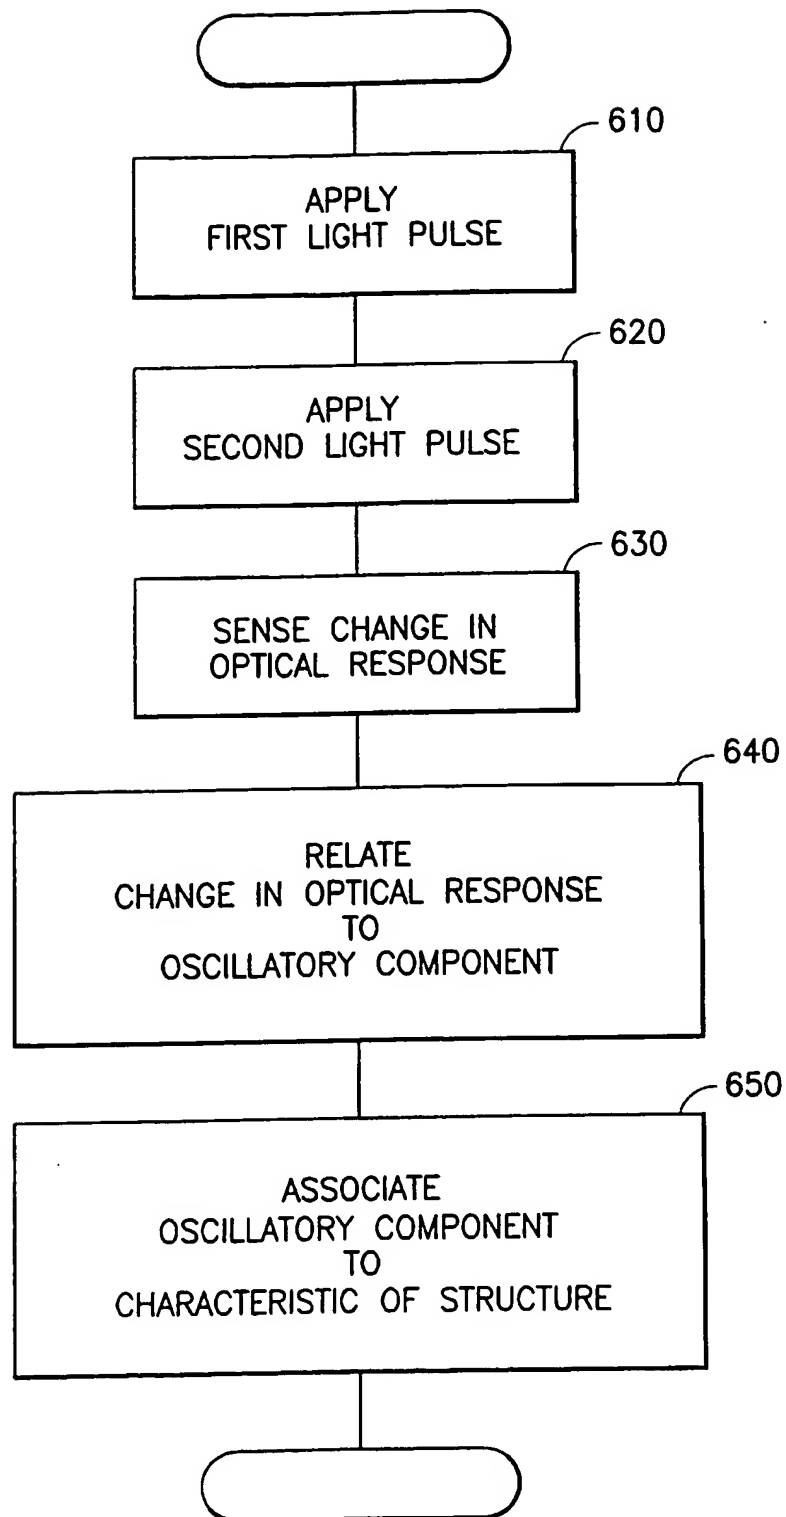 610
APPLY
FIRST LIGHT PULSE
620
APPLY
SECOND LIGHT PULSE
630
SENSE CHANGE IN
OPTICAL RESPONSE
640
RELATE
CHANGE IN OPTICAL RESPONSE
TO
OSCILLATORY COMPONENT
650
ASSOCIATE
OSCILLATORY COMPONENT
TO
CHARACTERISTIC OF STRUCTURE